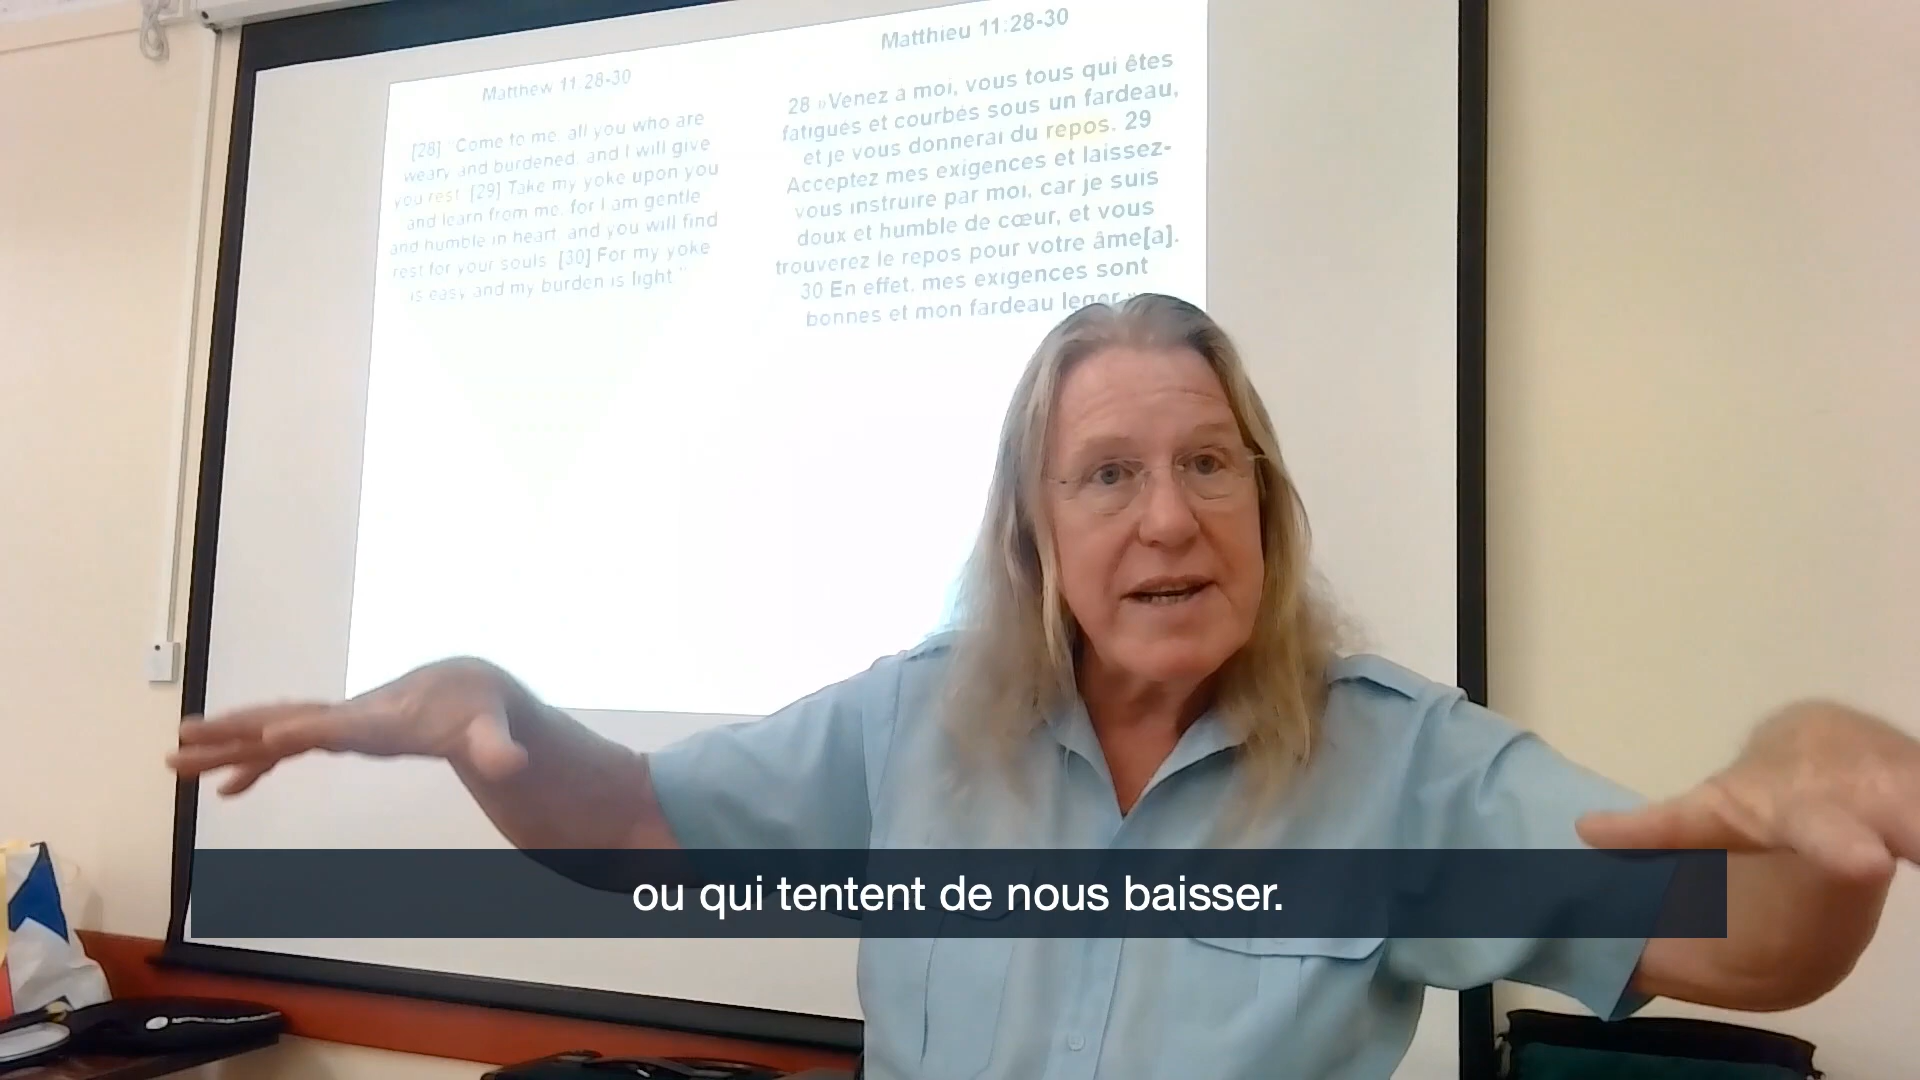 Matthew 11:28-30
[28] "Come to me, all you who are
weary and burdened, and I will give
you rest. [29] Take my yoke upon you
and learn from me, for I am gentle
and humble in heart, and you will find
rest for your souls. [30] For my yoke
is easy and my burden is light."
Matthieu 11:28-30
28 »Venez à moi, vous tous qui êtes
fatigués et courbés sous un fardeau,
et je vous donnerai du repos. 29
Acceptez mes exigences et laissez-
vous instruire par moi, car je suis
doux et humble de cœur, et vous
trouverez le repos pour votre âme[a].
30 En effet, mes exigences sont
bonnes et mon fardeau léger.»
ou qui tentent de nous baisser.